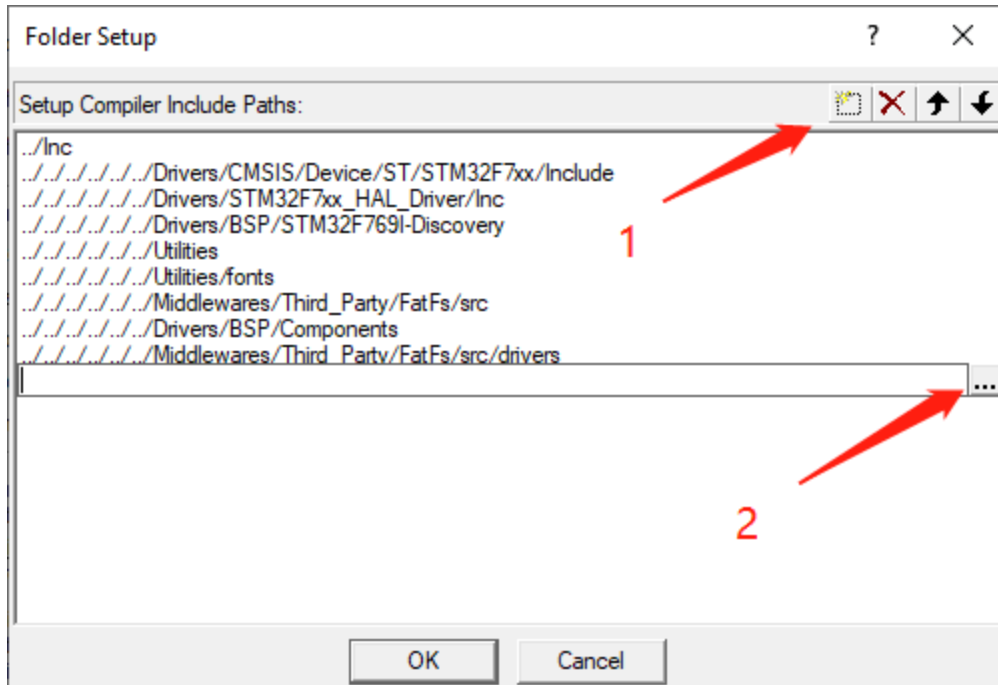 Folder Setup
Setup Compiler Include Paths:
../Inc
../../../../../../Drivers/CMSIS/Device/ST/STM32F7xx/Include
../../../../../../Drivers/STM32F7xx_HAL_Driver/Inc
../../../../../../Drivers/BSP/STM32F769I-Discovery
../../../../../../Utilities
../../../../../../Utilities/fonts
../../../../../../Middlewares/Third_Party/FatFs/src
../../../../../../Drivers/BSP/Components
../../../../../../Middlewares/Third_Party/FatFs/src/drivers
...
1
2
OK Cancel